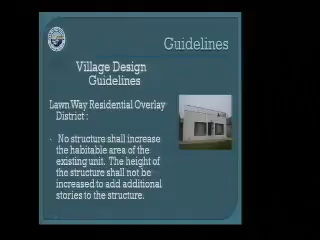 Guidelines
Village Design
Guidelines
Lawn Way Residential Overlay
District :
- No structure shall increase
the habitable area of the
existing unit. The height of
the structure shall not be
increased to add additional
stories to the structure.